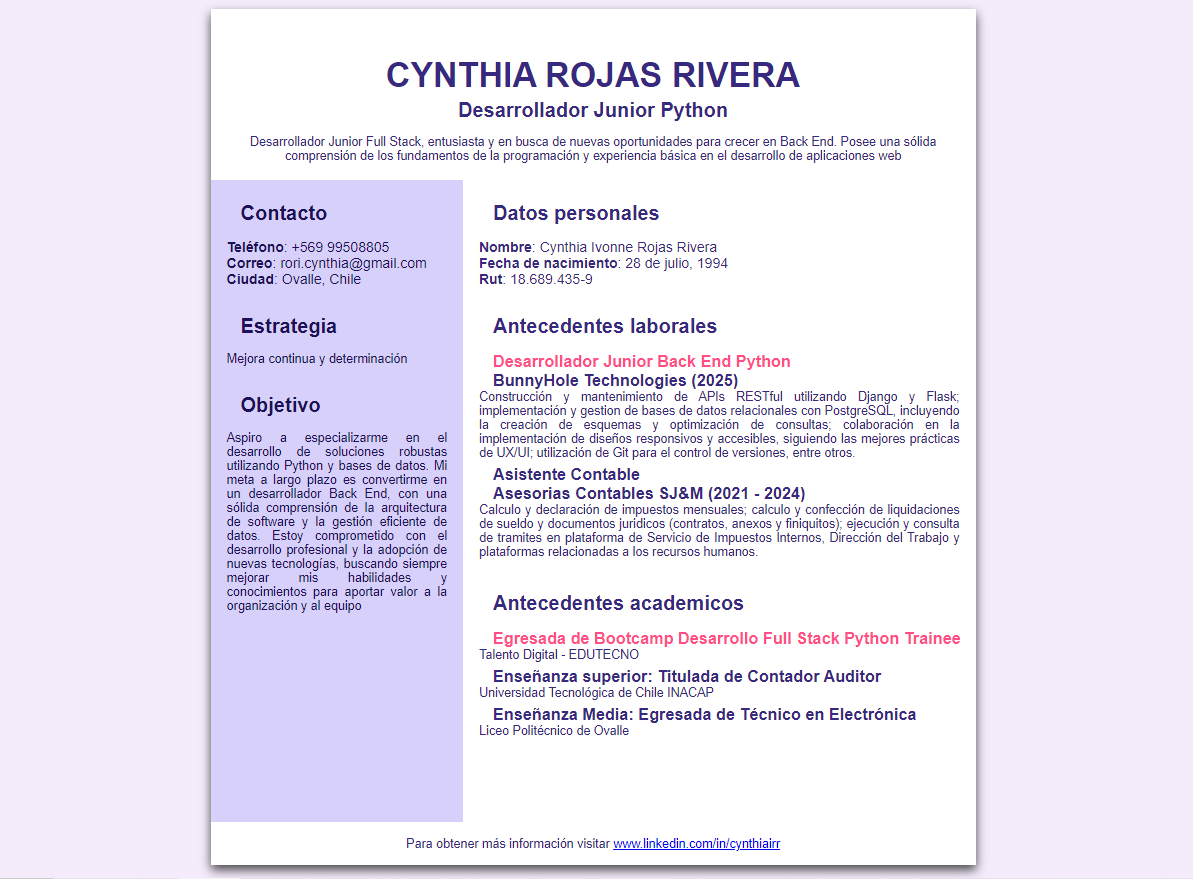 CYNTHIA ROJAS RIVERA
Desarrollador Junior Python
Desarrollador Junior Full Stack, entusiasta y en busca de nuevas oportunidades para crecer en Back End. Posee una sólida
comprensión de los fundamentos de la programación y experiencia básica en el desarrollo de aplicaciones web
Contacto
Teléfono: +569 99508805
Correo: rori.cynthia@gmail.com
Ciudad: Ovalle, Chile
Estrategia
Mejora continua y determinación
Objetivo
Aspiro a especializarme en el
desarrollo de soluciones robustas
utilizando Python y bases de datos. Mi
meta a largo plazo es convertirme en
un desarrollador Back End, con una
sólida comprensión de la arquitectura
de software y la gestión eficiente de
datos. Estoy comprometido con el
desarrollo profesional y la adopción de
nuevas tecnologías, buscando siempre
mejorar mis habilidades y
conocimientos para aportar valor a la
organización y al equipo
Datos personales
Nombre: Cynthia Ivonne Rojas Rivera
Fecha de nacimiento: 28 de julio, 1994
Rut: 18.689.435-9
Antecedentes laborales
Desarrollador Junior Back End Python
BunnyHole Technologies (2025)
Construcción y mantenimiento de APIs RESTful utilizando Django y Flask;
implementación y gestion de bases de datos relacionales con PostgreSQL, incluyendo
la creación de esquemas y optimización de consultas; colaboración en la
implementación de diseños responsivos y accesibles, siguiendo las mejores prácticas
de UX/UI; utilización de Git para el control de versiones, entre otros.
Asistente Contable
Asesorias Contables SJ&M (2021 - 2024)
Calculo y declaración de impuestos mensuales; calculo y confección de liquidaciones
de sueldo y documentos juridicos (contratos, anexos y finiquitos); ejecución y consulta
de tramites en plataforma de Servicio de Impuestos Internos, Dirección del Trabajo y
plataformas relacionadas a los recursos humanos.
Antecedentes academicos
Egresada de Bootcamp Desarrollo Full Stack Python Trainee
Talento Digital - EDUTECNO
Enseñanza superior: Titulada de Contador Auditor
Universidad Tecnológica de Chile INACAP
Enseñanza Media: Egresada de Técnico en Electrónica
Liceo Politécnico de Ovalle
Para obtener más información visitar www.linkedin.com/in/cynthiairr